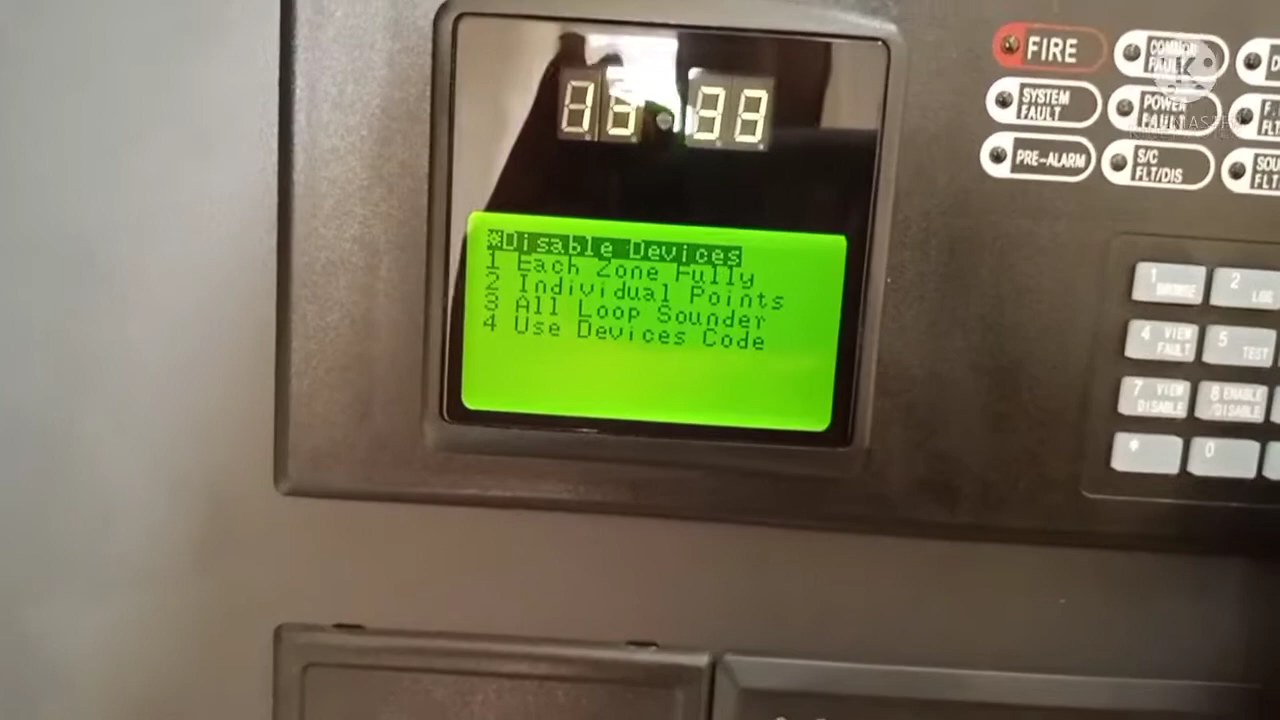 FIRE
COMMON
FAULT
SYSTEM
FAULT
POWER
FAULT
PRE-ALARM
S/C
FLT/DIS
*Disable Devices
1 Each Zone Fully
2 Individual Points
3 All Loop Sounder
4 Use Devices Code
1 BROWSE
2 LOG
4 VIEW
FAULT
5 TEST
7 VIEW
DISABLE
8 ENABLE
/DISABLE
*
0